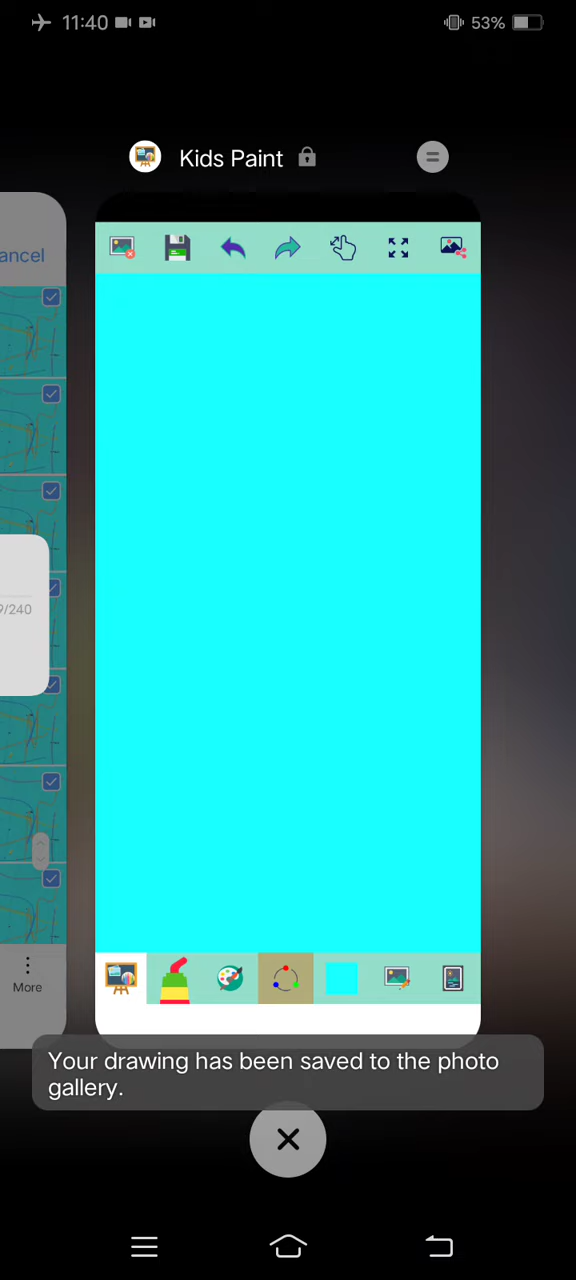 11:40
53%
Kids Paint
ancel
9/240
More
Your drawing has been saved to the photo
gallery.